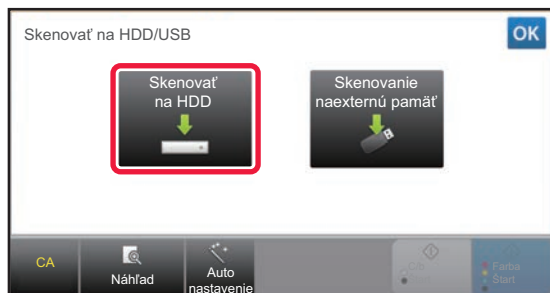 Skenovať na HDD/USB
OK
Skenovať
na HDD
Skenovanie
naexternú pamäť
CA
Náhľad
Auto
nastavenie
Farba
Štart